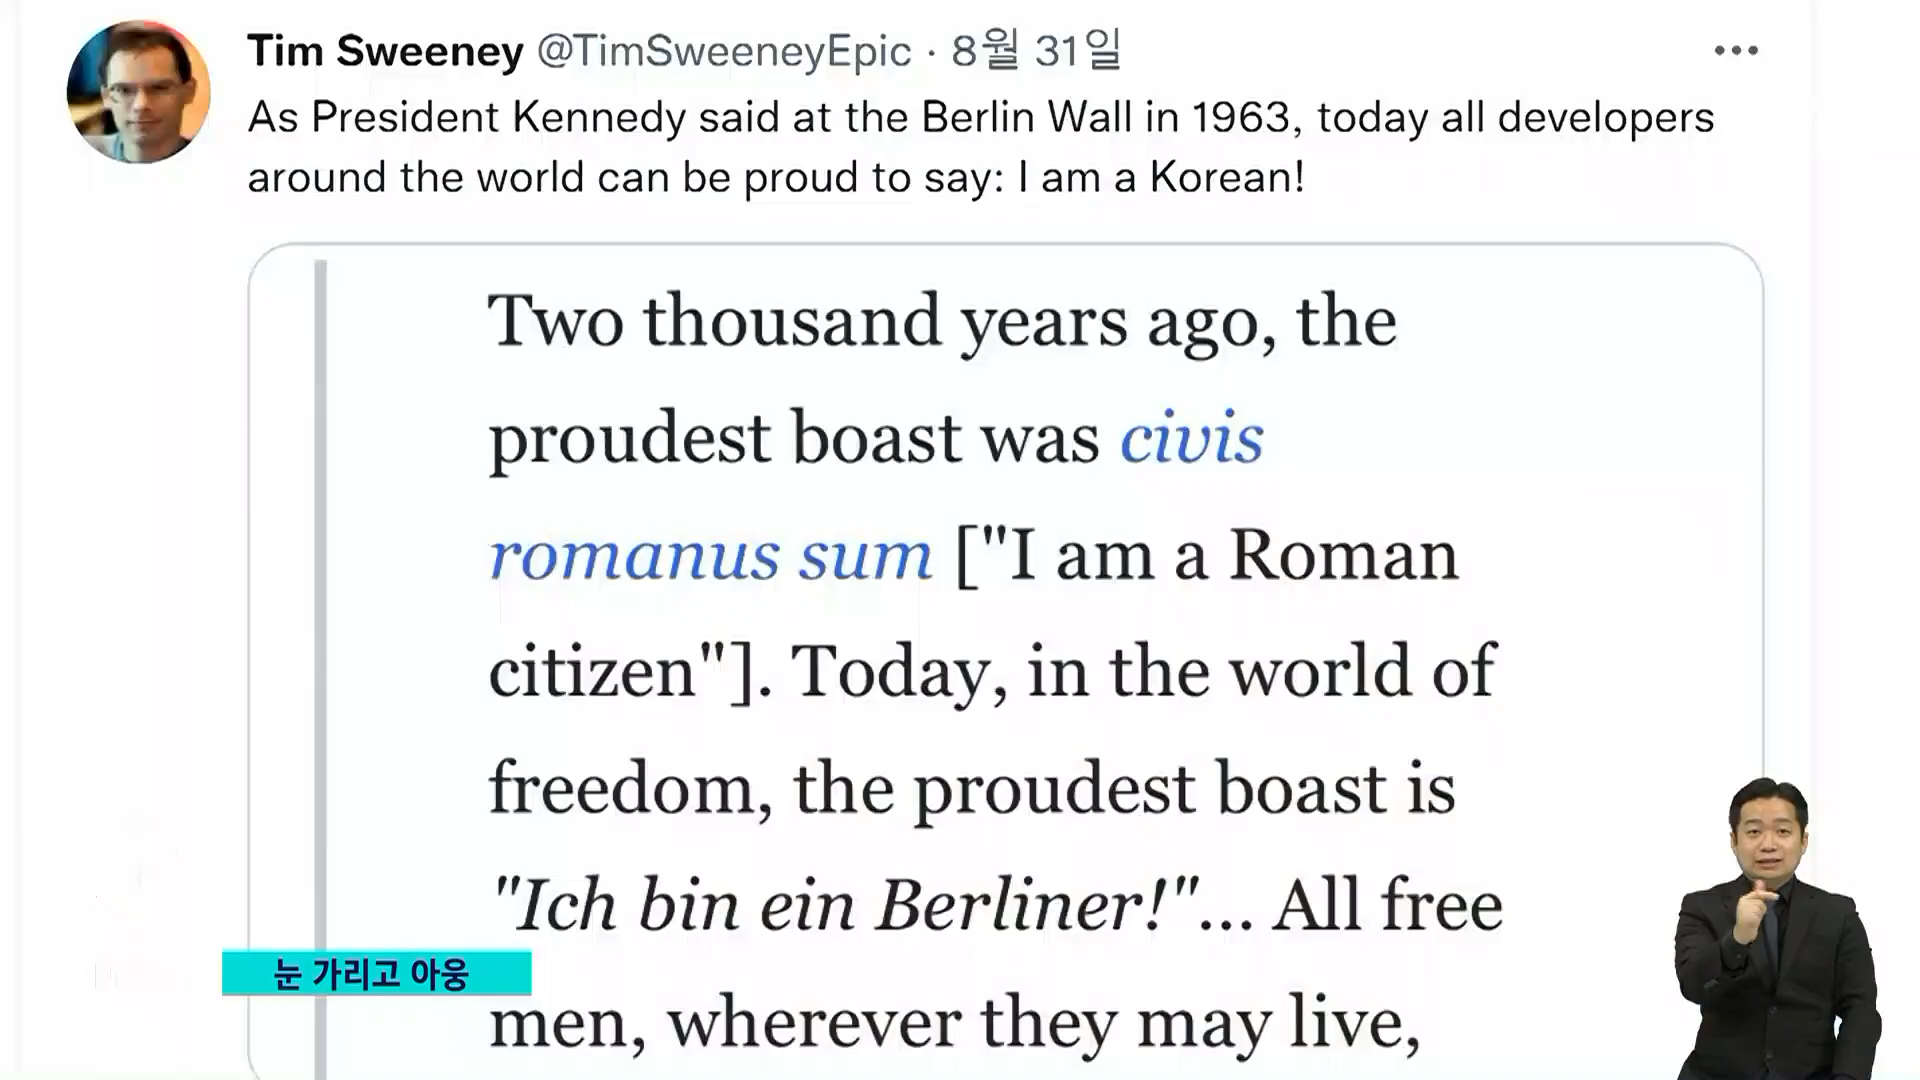 Tim Sweeney @TimSweeneyEpic · 8월 31일
As President Kennedy said at the Berlin Wall in 1963, today all developers
around the world can be proud to say: I am a Korean!
Two thousand years ago, the
proudest boast was civis
romanus sum ["I am a Roman
citizen"]. Today, in the world of
freedom, the proudest boast is
"Ich bin ein Berliner!"... All free
눈 가리고 아웅
men, wherever they may live,